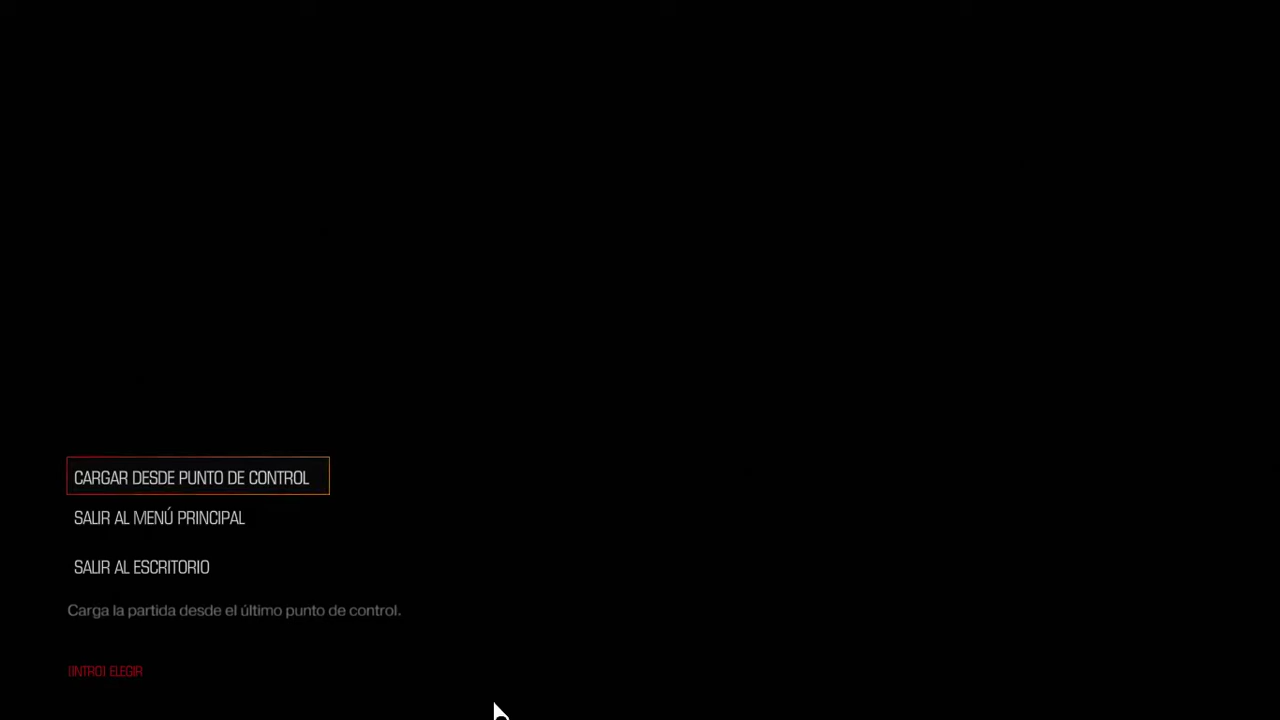 CARGAR DESDE PUNTO DE CONTROL
SALIR AL MENÚ PRINCIPAL
SALIR AL ESCRITORIO
Carga la partida desde el último punto de control.
[INTRO] ELEGIR